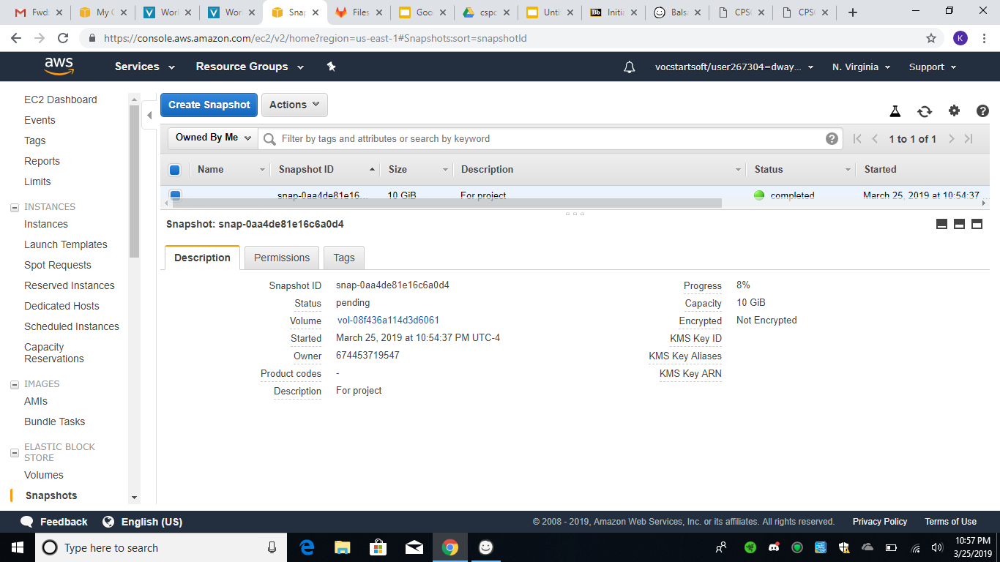 Fwd: My C Worl Wor Snap Files Goo cspc Unti Initia Balsa CPSC CPSC
https://console.aws.amazon.com/ec2/v2/home?region=us-east-1#Snapshots:sort=snapshotId K
aws Services Resource Groups vocstartsoft/user267304=dway... N. Virginia Support
EC2 Dashboard
Events
Tags
Reports
Limits
INSTANCES
Instances
Launch Templates
Spot Requests
Reserved Instances
Dedicated Hosts
Scheduled Instances
Capacity
Reservations
IMAGES
AMIs
Bundle Tasks
ELASTIC BLOCK
STORE
Volumes
Snapshots
Create Snapshot Actions
Owned By Me Filter by tags and attributes or search by keyword 1 to 1 of 1
Name Snapshot ID Size Description Status Started
snap-0aa4de81e16... 10 GiB For project completed March 25, 2019 at 10:54:37 ...
Snapshot: snap-0aa4de81e16c6a0d4
Description Permissions Tags
Snapshot ID snap-0aa4de81e16c6a0d4
Status pending
Volume vol-08f436a114d3d6061
Started March 25, 2019 at 10:54:37 PM UTC-4
Owner 674453719547
Product codes -
Description For project
Progress 8%
Capacity 10 GiB
Encrypted Not Encrypted
KMS Key ID
KMS Key Aliases
KMS Key ARN
Feedback English (US) © 2008 - 2019, Amazon Web Services, Inc. or its affiliates. All rights reserved. Privacy Policy Terms of Use
Type here to search 10:57 PM
3/25/2019